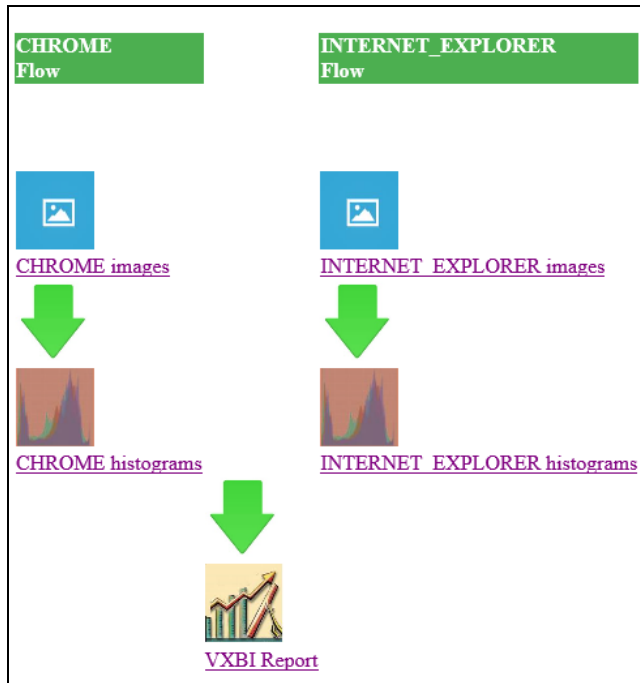 CHROME
Flow
INTERNET_EXPLORER
Flow
CHROME images
INTERNET_EXPLORER images
CHROME histograms
INTERNET_EXPLORER histograms
VXBI Report